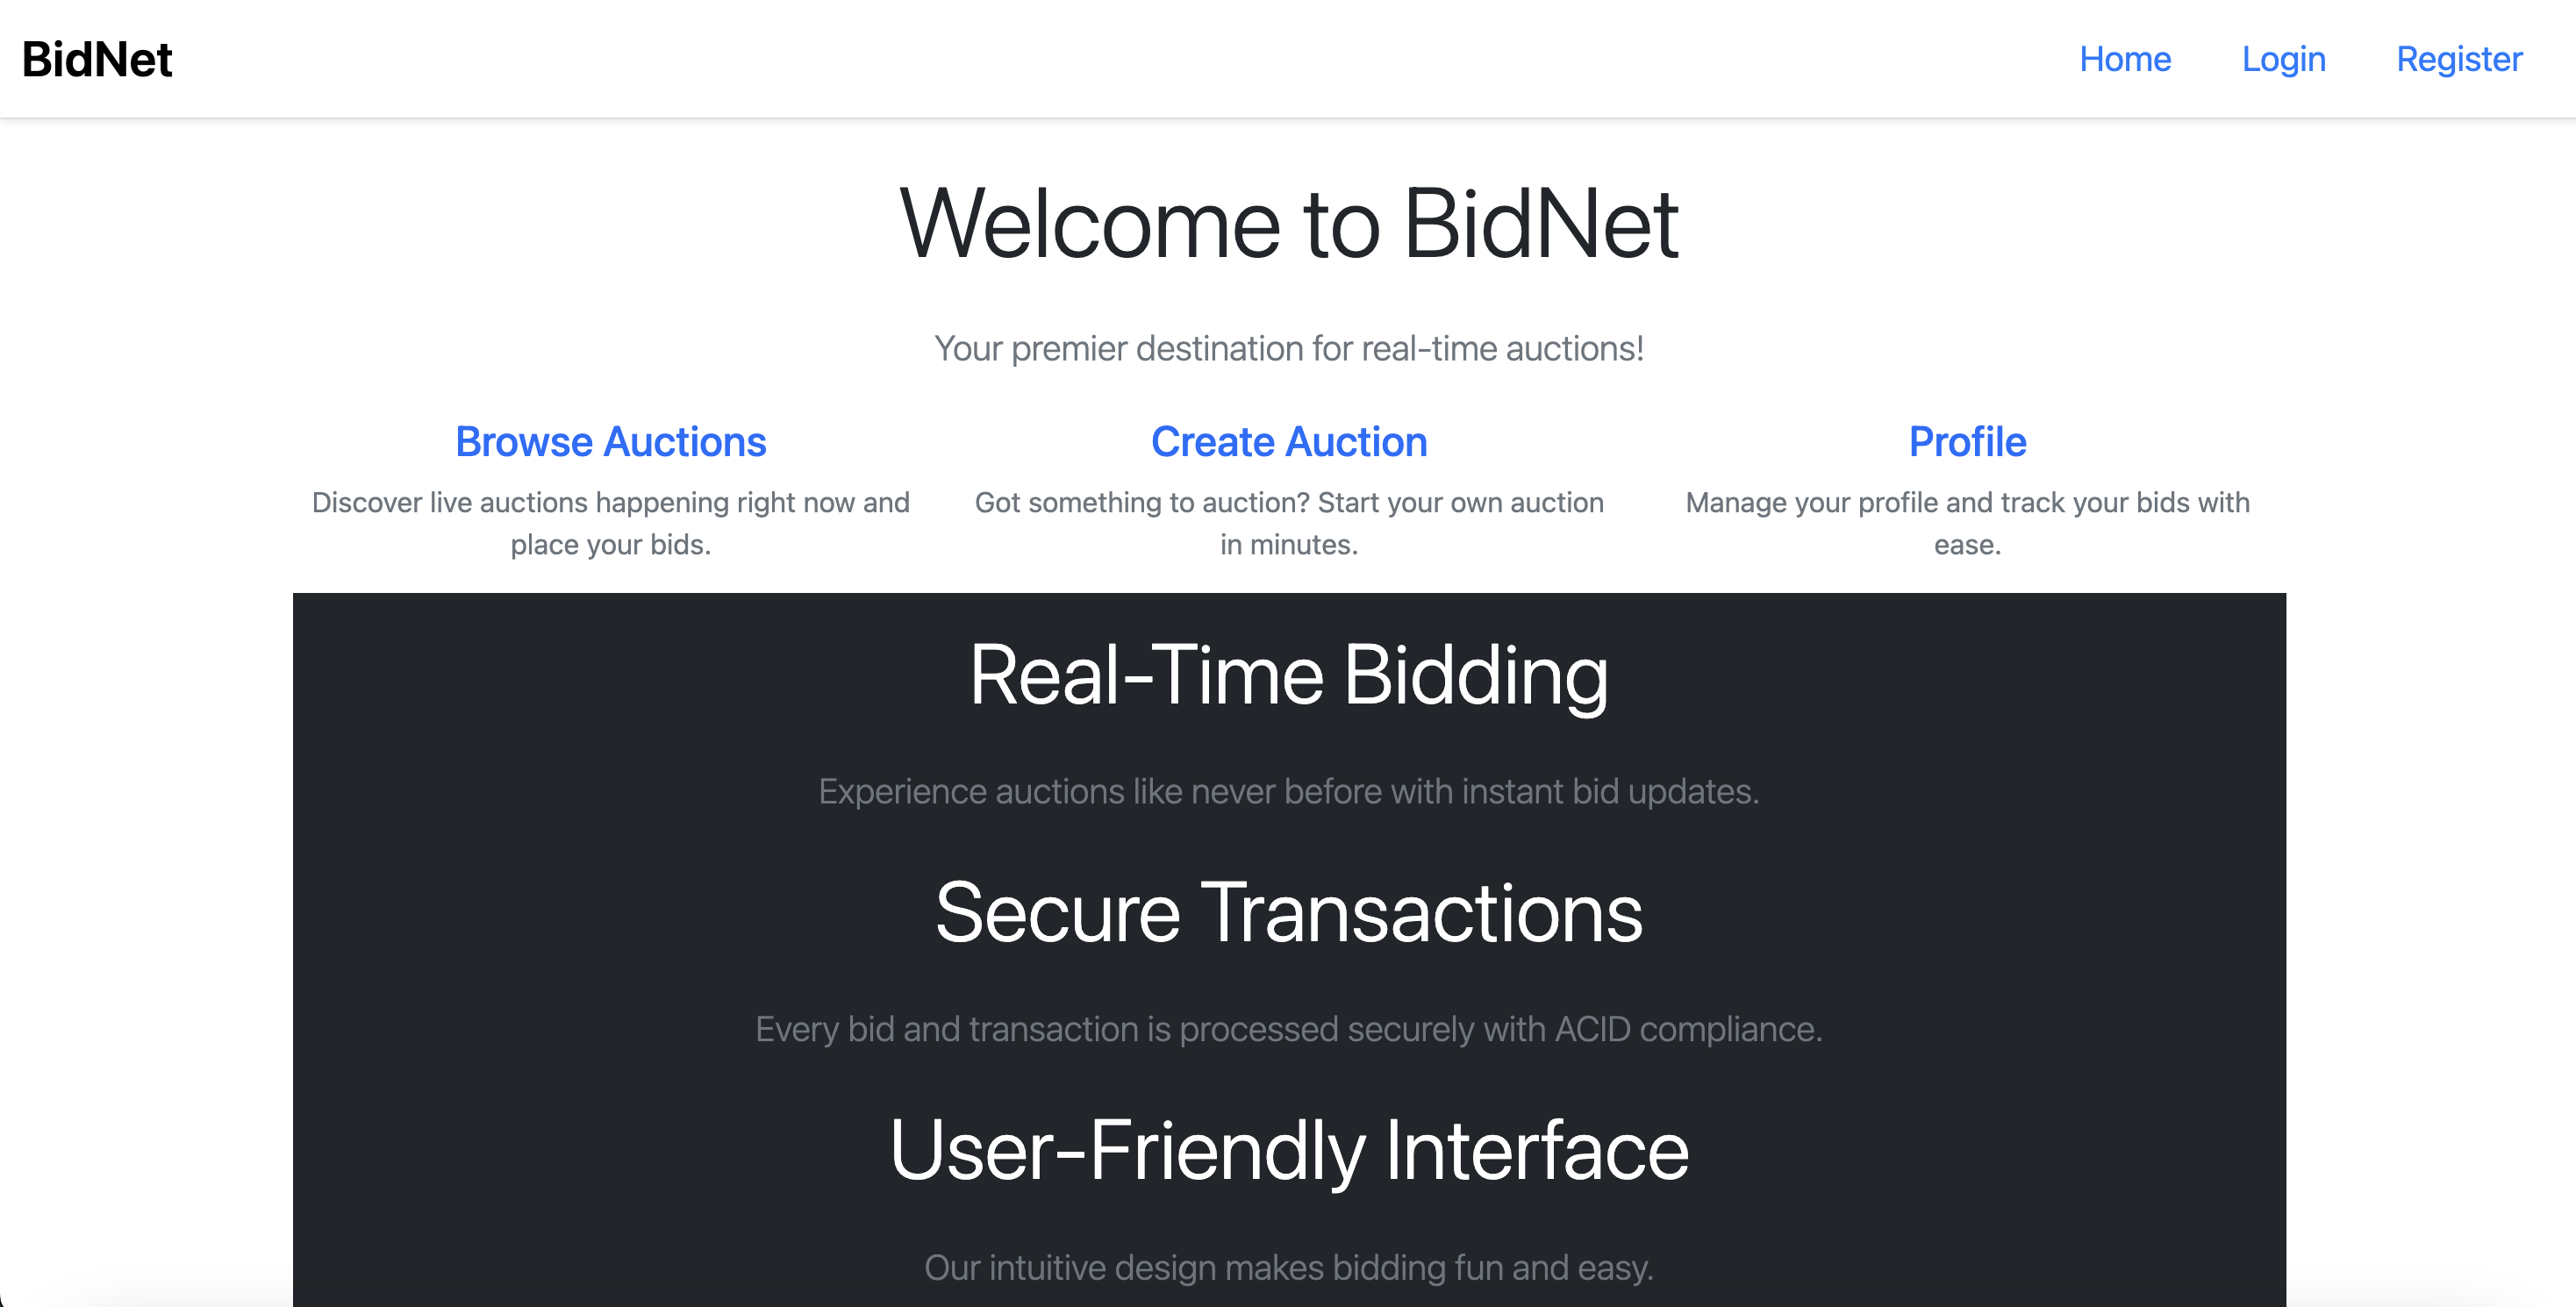 BidNet
Home Login Register
Welcome to BidNet
Your premier destination for real-time auctions!
Browse Auctions
Discover live auctions happening right now and
place your bids.
Create Auction
Got something to auction? Start your own auction
in minutes.
Profile
Manage your profile and track your bids with
ease.
Real-Time Bidding
Experience auctions like never before with instant bid updates.
Secure Transactions
Every bid and transaction is processed securely with ACID compliance.
User-Friendly Interface
Our intuitive design makes bidding fun and easy.